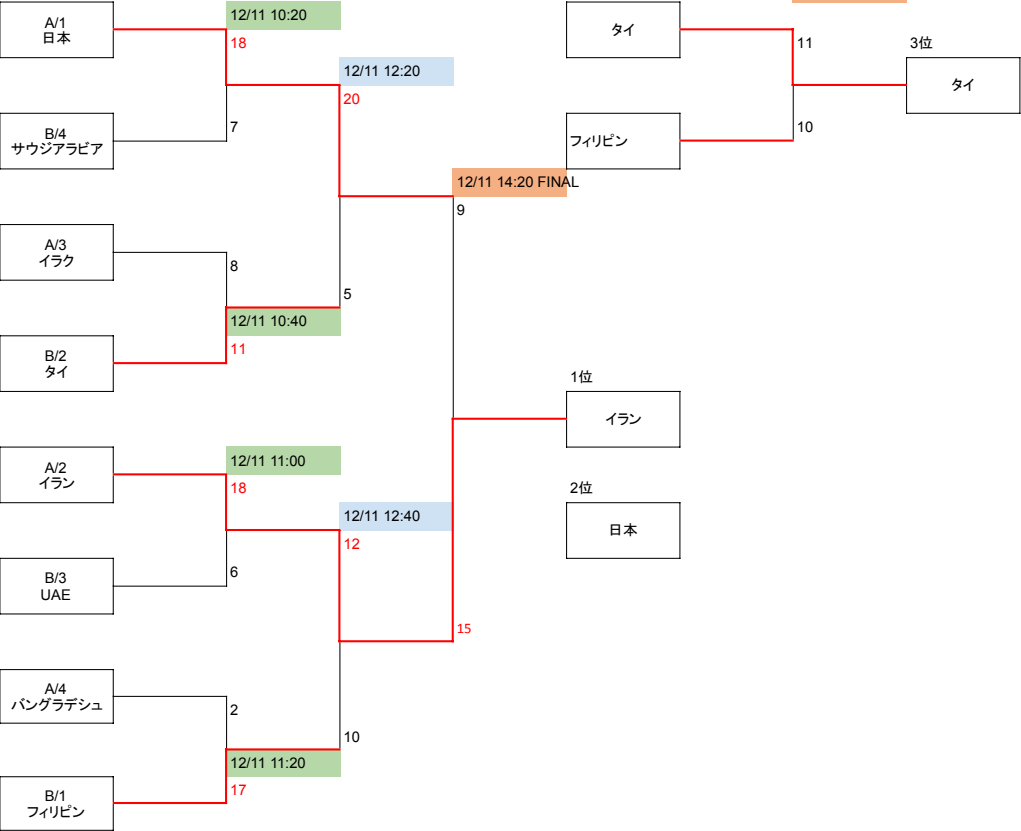 A/1
日本
12/11 10:20
18
7
B/4
サウジアラビア
12/11 12:20
20
5
A/3
イラク
8
12/11 10:40
11
B/2
タイ
12/11 14:20 FINAL
9
15
A/2
イラン
12/11 11:00
18
6
B/3
UAE
12/11 12:40
12
10
A/4
バングラデシュ
2
12/11 11:20
17
B/1
フィリピン
1位
イラン
2位
日本
タイ
11
フィリピン
10
3位
タイ